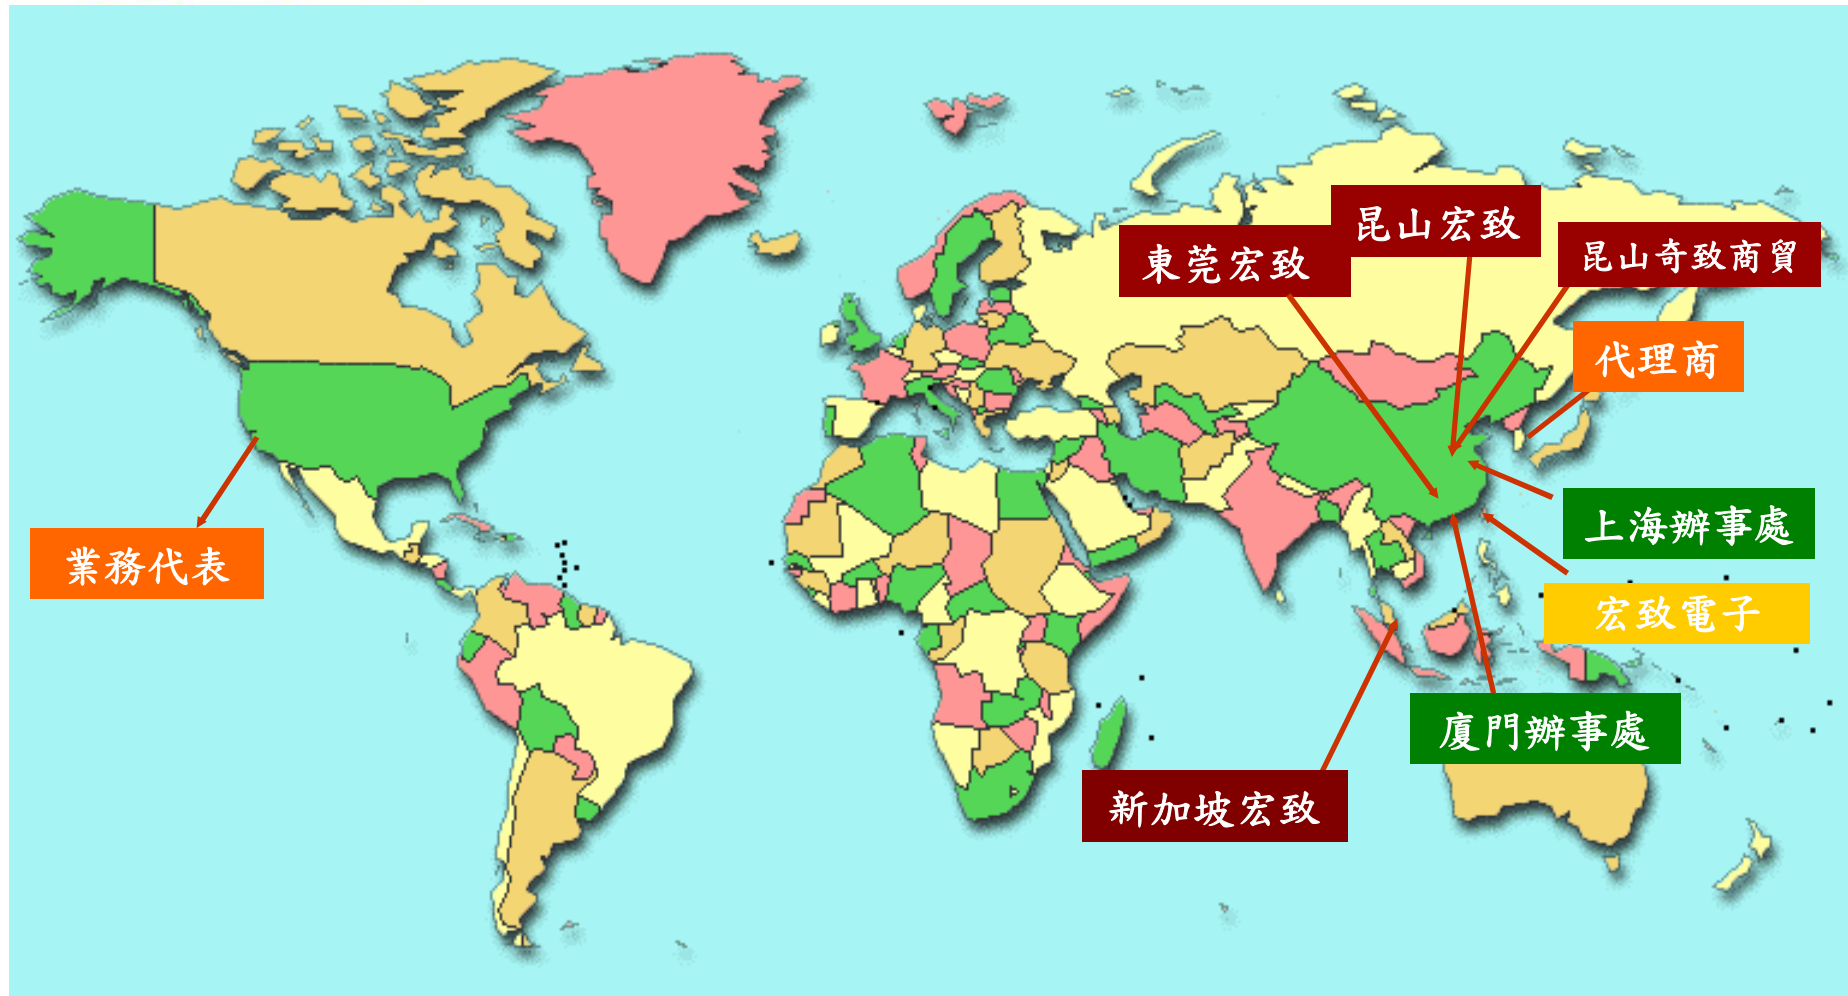 昆山宏致
東莞宏致
昆山奇致商貿
代理商
上海辦事處
業務代表
宏致電子
廈門辦事處
新加坡宏致